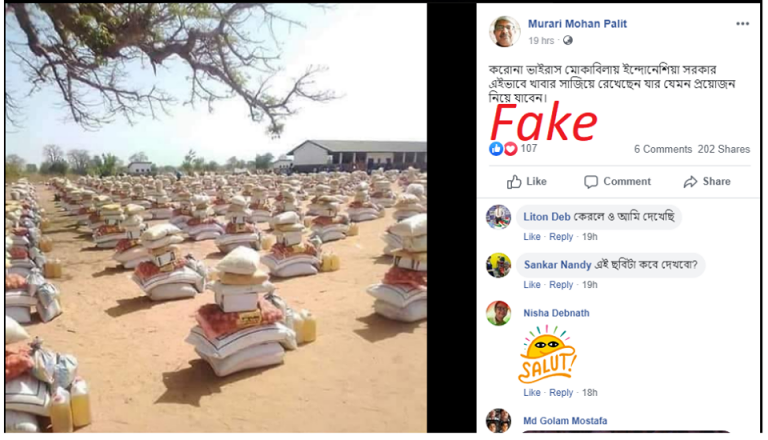 Murari Mohan Palit
19 hrs ·
করোনা ভাইরাস মোকাবিলায় ইন্দোনেশিয়া সরকার
এইভাবে খাবার সাজিয়ে রেখেছেন যার যেমন প্রয়োজন
নিয়ে যাবেন।
Fake
107
6 Comments 202 Shares
Like Comment Share
Liton Deb কেরলে ও আমি দেখেছি
Like · Reply · 19h
Sankar Nandy এই ছবিটা কবে দেখবো?
Like · Reply · 19h
Nisha Debnath
SALUT!
Like · Reply · 18h
Md Golam Mostafa